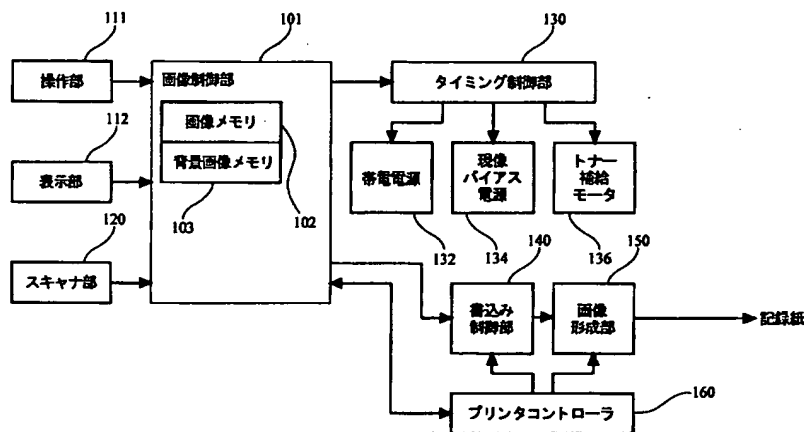 111
操作部
112
表示部
120
スキャナ部
101
画像制御部
画像メモリ
背景画像メモリ
103
102
130
タイミング制御部
帯電電源
132
現像
バイアス
電源
134
トナー
補給
モータ
136
140
書込み
制御部
150
画像
形成部
記録紙
プリンタコントローラ
160